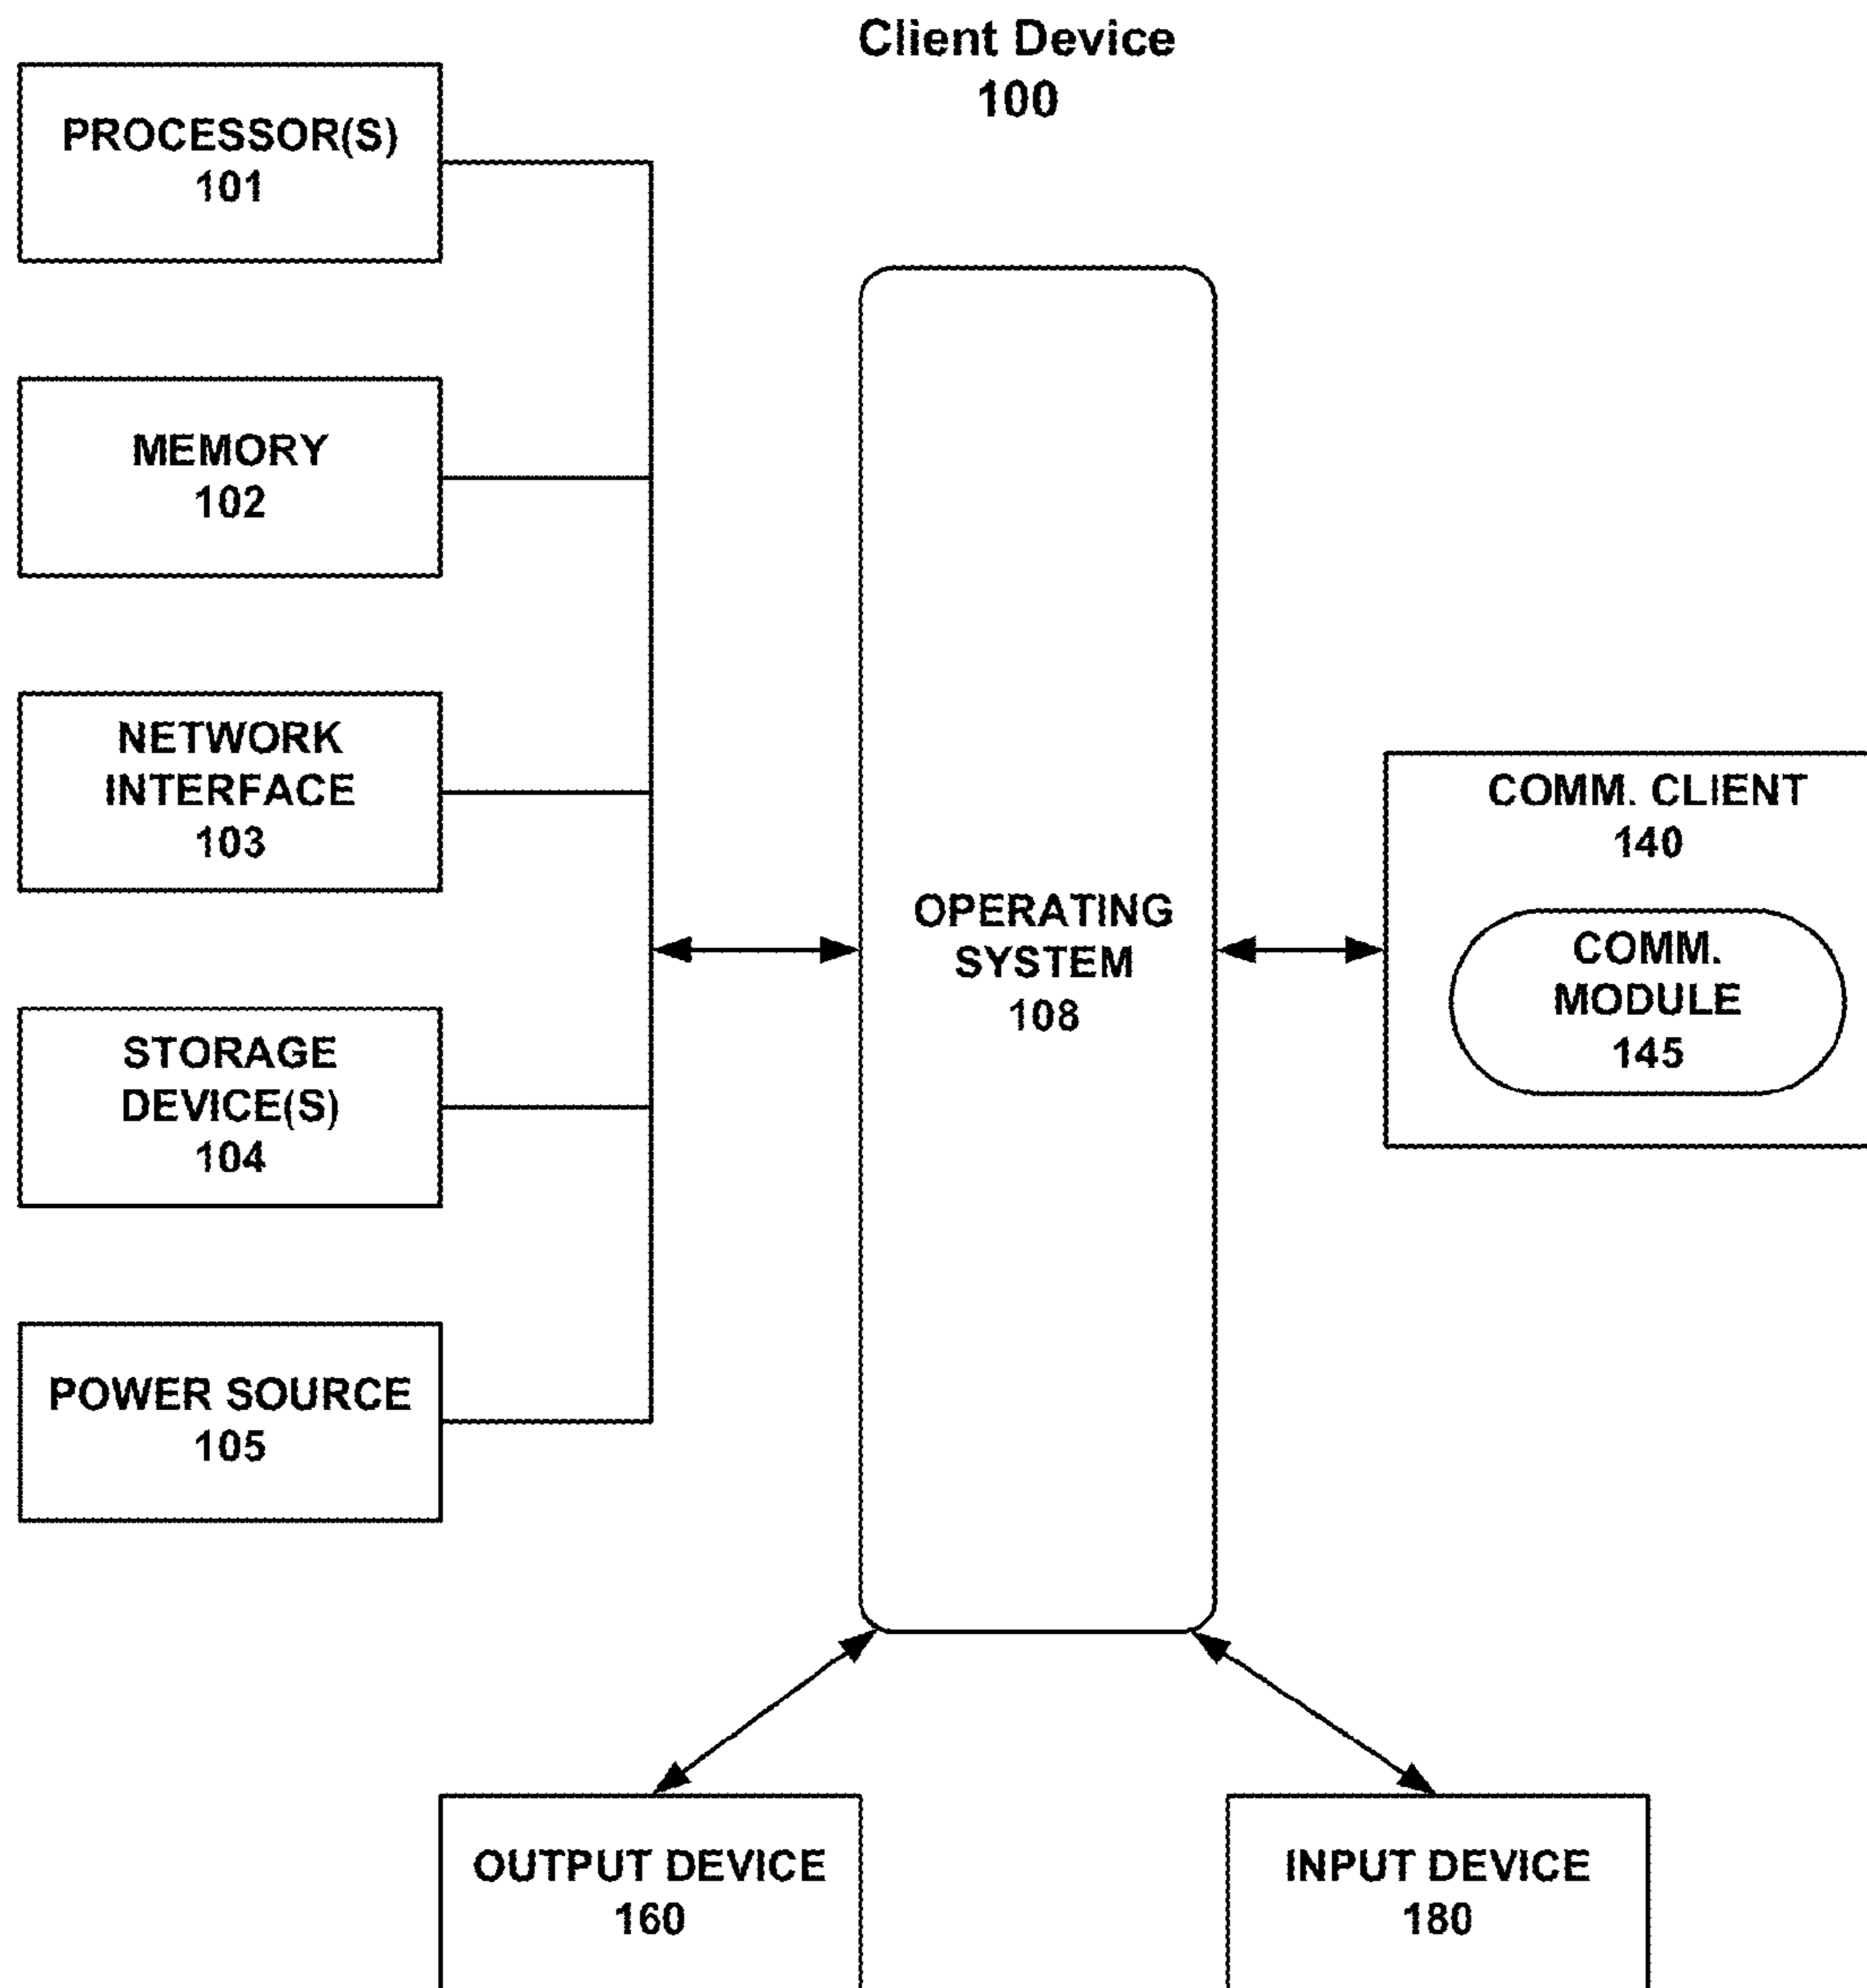 Client Device
100
PROCESSOR(S)
101
MEMORY
102
NETWORK
INTERFACE
103
STORAGE
DEVICE(S)
104
POWER SOURCE
105
OPERATING
SYSTEM
108
COMM. CLIENT
140
COMM.
MODULE
145
OUTPUT DEVICE
160
INPUT DEVICE
180